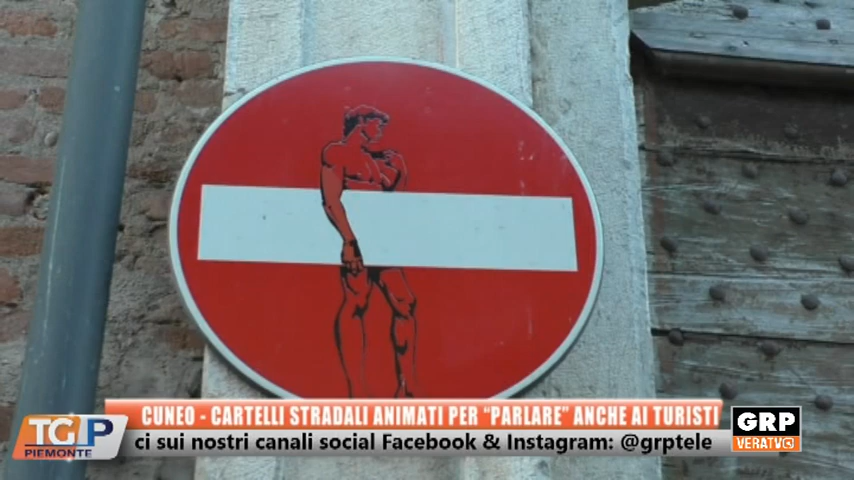 CUNEO - CARTELLI STRADALI ANIMATI PER “PARLARE” ANCHE AI TURISTI
TGP
PIEMONTE
ci sui nostri canali social Facebook & Instagram: @grptele
GRP
VERATV